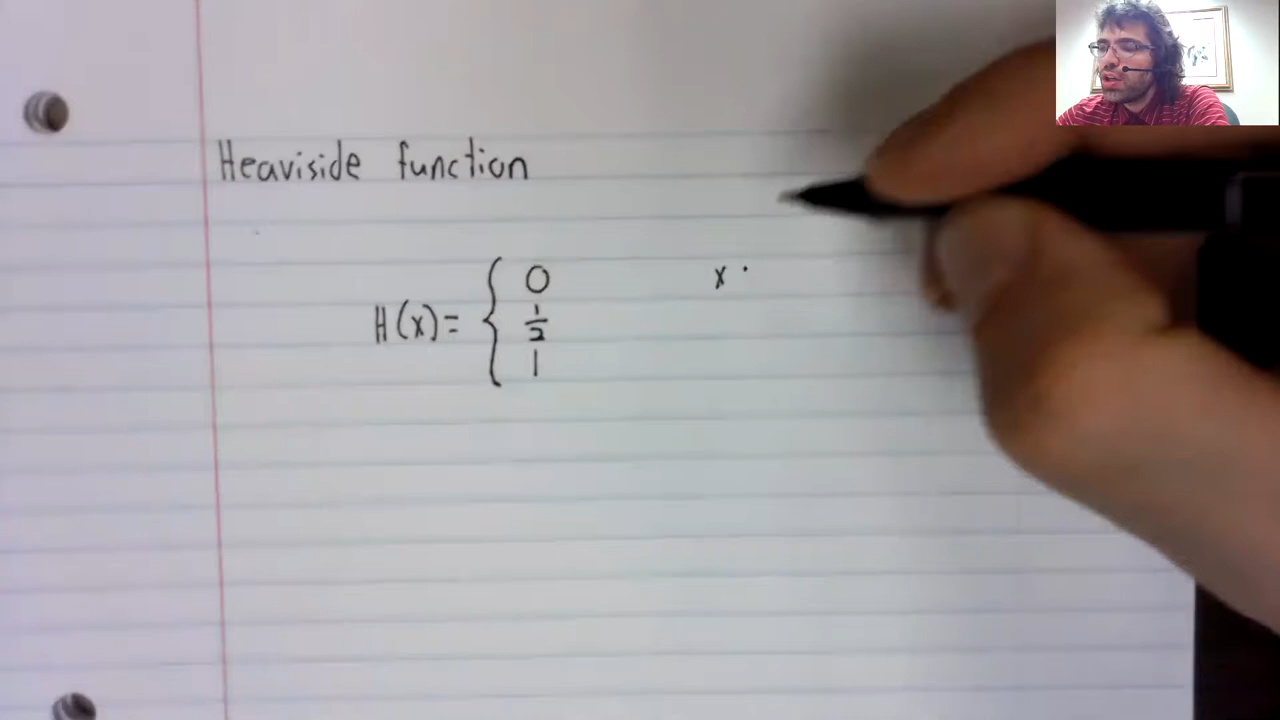 Heaviside function
H(x) = { 0 x
1/2
1